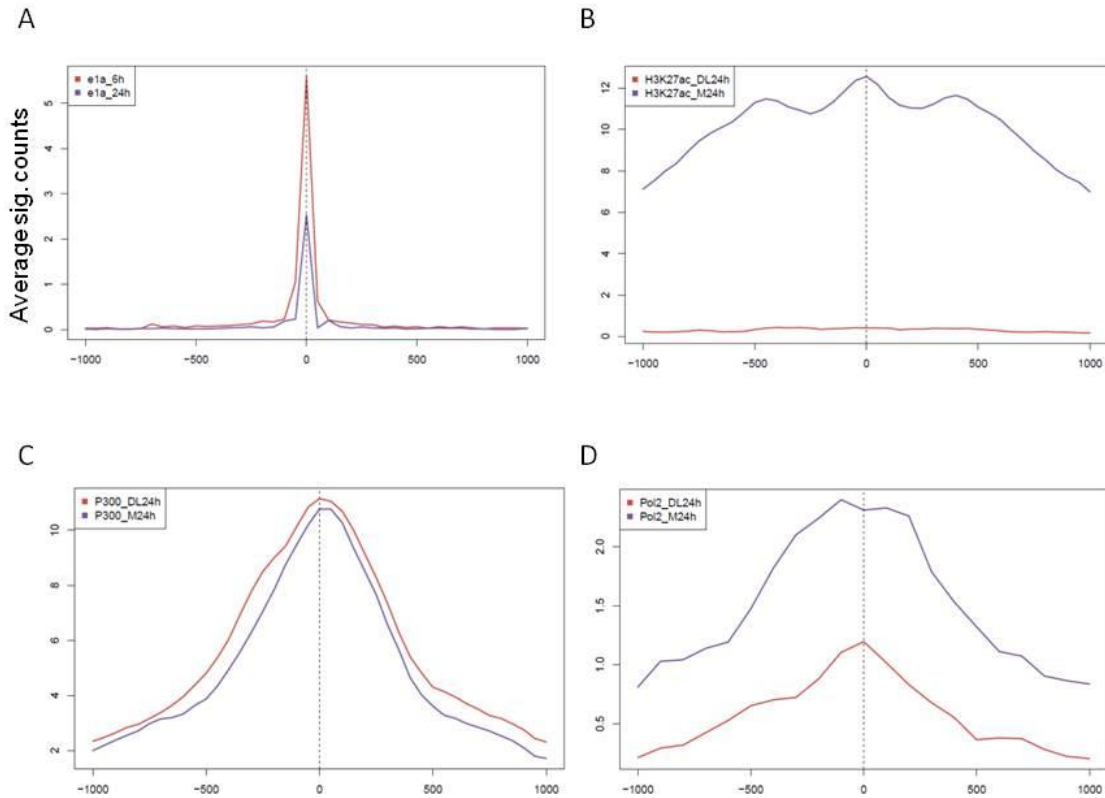 A
e1a_6h
e1a_24h
Average sig. counts
5
4
3
2
1
0
−1000 −500 0 500 1000
B
H3K27ac_DL24h
H3K27ac_M24h
12
10
8
6
4
2
0
−1000 −500 0 500 1000
C
P300_DL24h
P300_M24h
10
8
6
4
2
−1000 −500 0 500 1000
D
Pol2_DL24h
Pol2_M24h
2.0
1.5
1.0
0.5
−1000 −500 0 500 1000